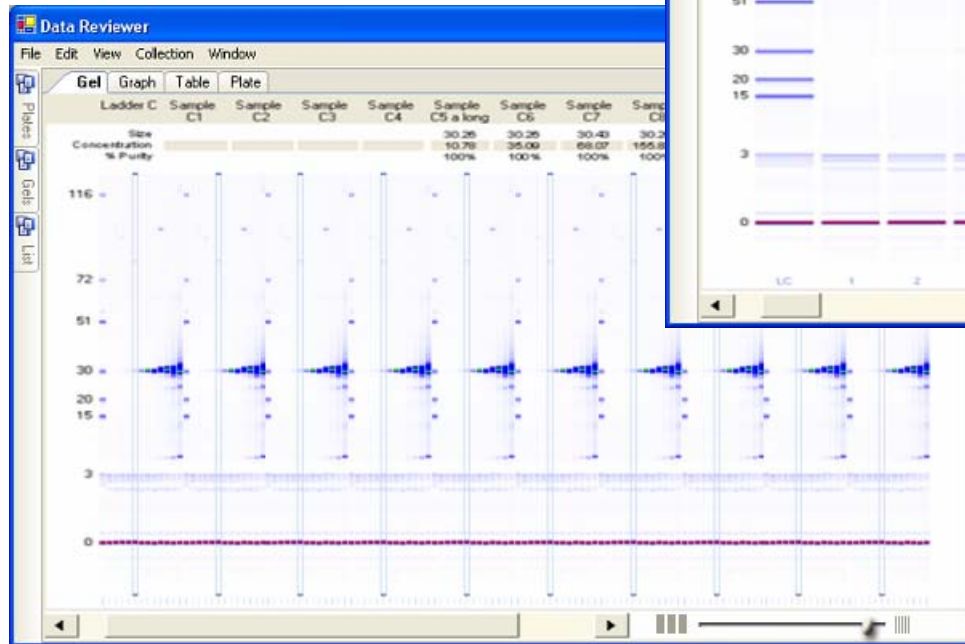 Data Reviewer
File Edit View Collection Window
Gel Graph Table Plate
Plates
Gels
List
Ladder C Sample C1 Sample C2 Sample C3 Sample C4 Sample C5 a long Sample C6 Sample C7
Size 30.26 30.26 30.43
Concentration 10.78 35.09 68.07
% Purity 100% 100% 100%
116
72
51
30
20
15
3
0
51
30
20
15
3
0
LC 1 2